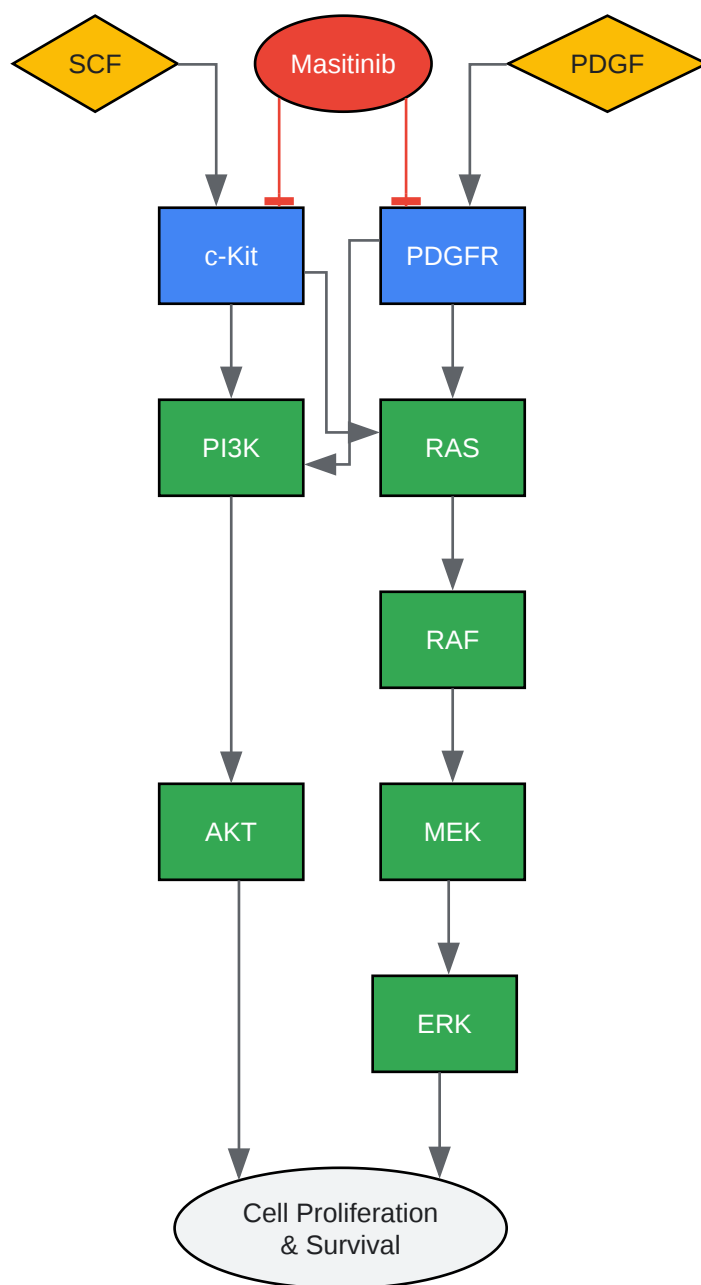 SCF
Masitinib
PDGF
c-Kit
PDGFR
PI3K
RAS
RAF
AKT
MEK
ERK
Cell Proliferation
& Survival